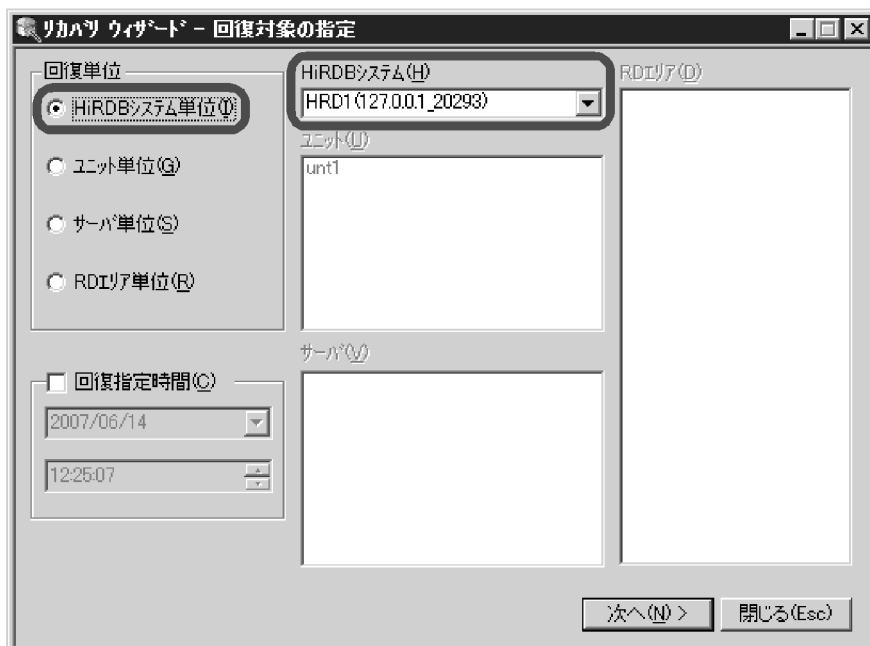 リカバリ ウィザード - 回復対象の指定
回復単位
HiRDBシステム単位(I)
ユニット単位(G)
サーバ単位(S)
RDエリア単位(R)
回復指定時間(C)
2007/06/14
12:25:07
HiRDBシステム(H)
HRD1(127.0.0.1_20293)
ユニット(U)
unt1
サーバ(V)
RDエリア(D)
次へ(N) >
閉じる(Esc)